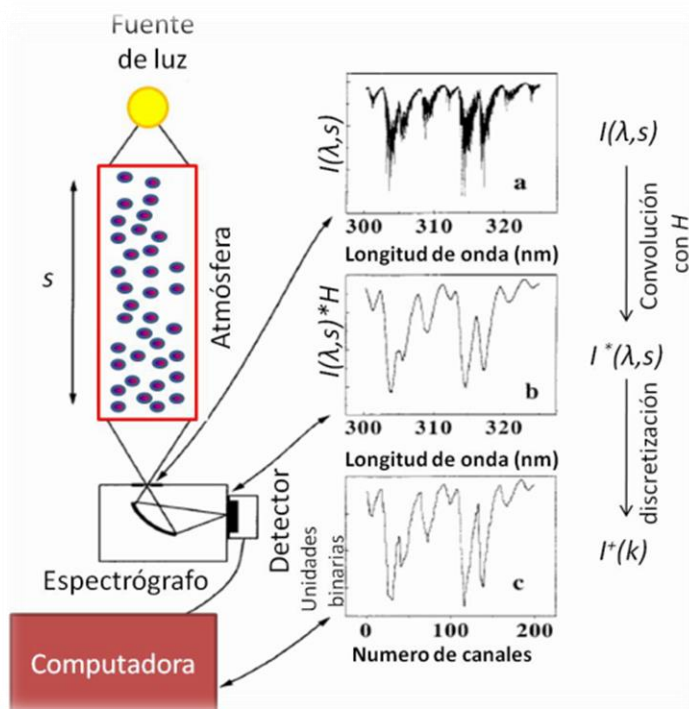 Fuente
de luz
s
Atmósfera
Espectrógrafo
Detector
Computadora
I(λ,s)
a
300 310 320
Longitud de onda (nm)
I(λ,s)*H
b
300 310 320
Longitud de onda (nm)
Unidades
binarias
c
0 100 200
Numero de canales
I(λ,s)
Convolución
con H
I*(λ,s)
discretización
I⁺(k)